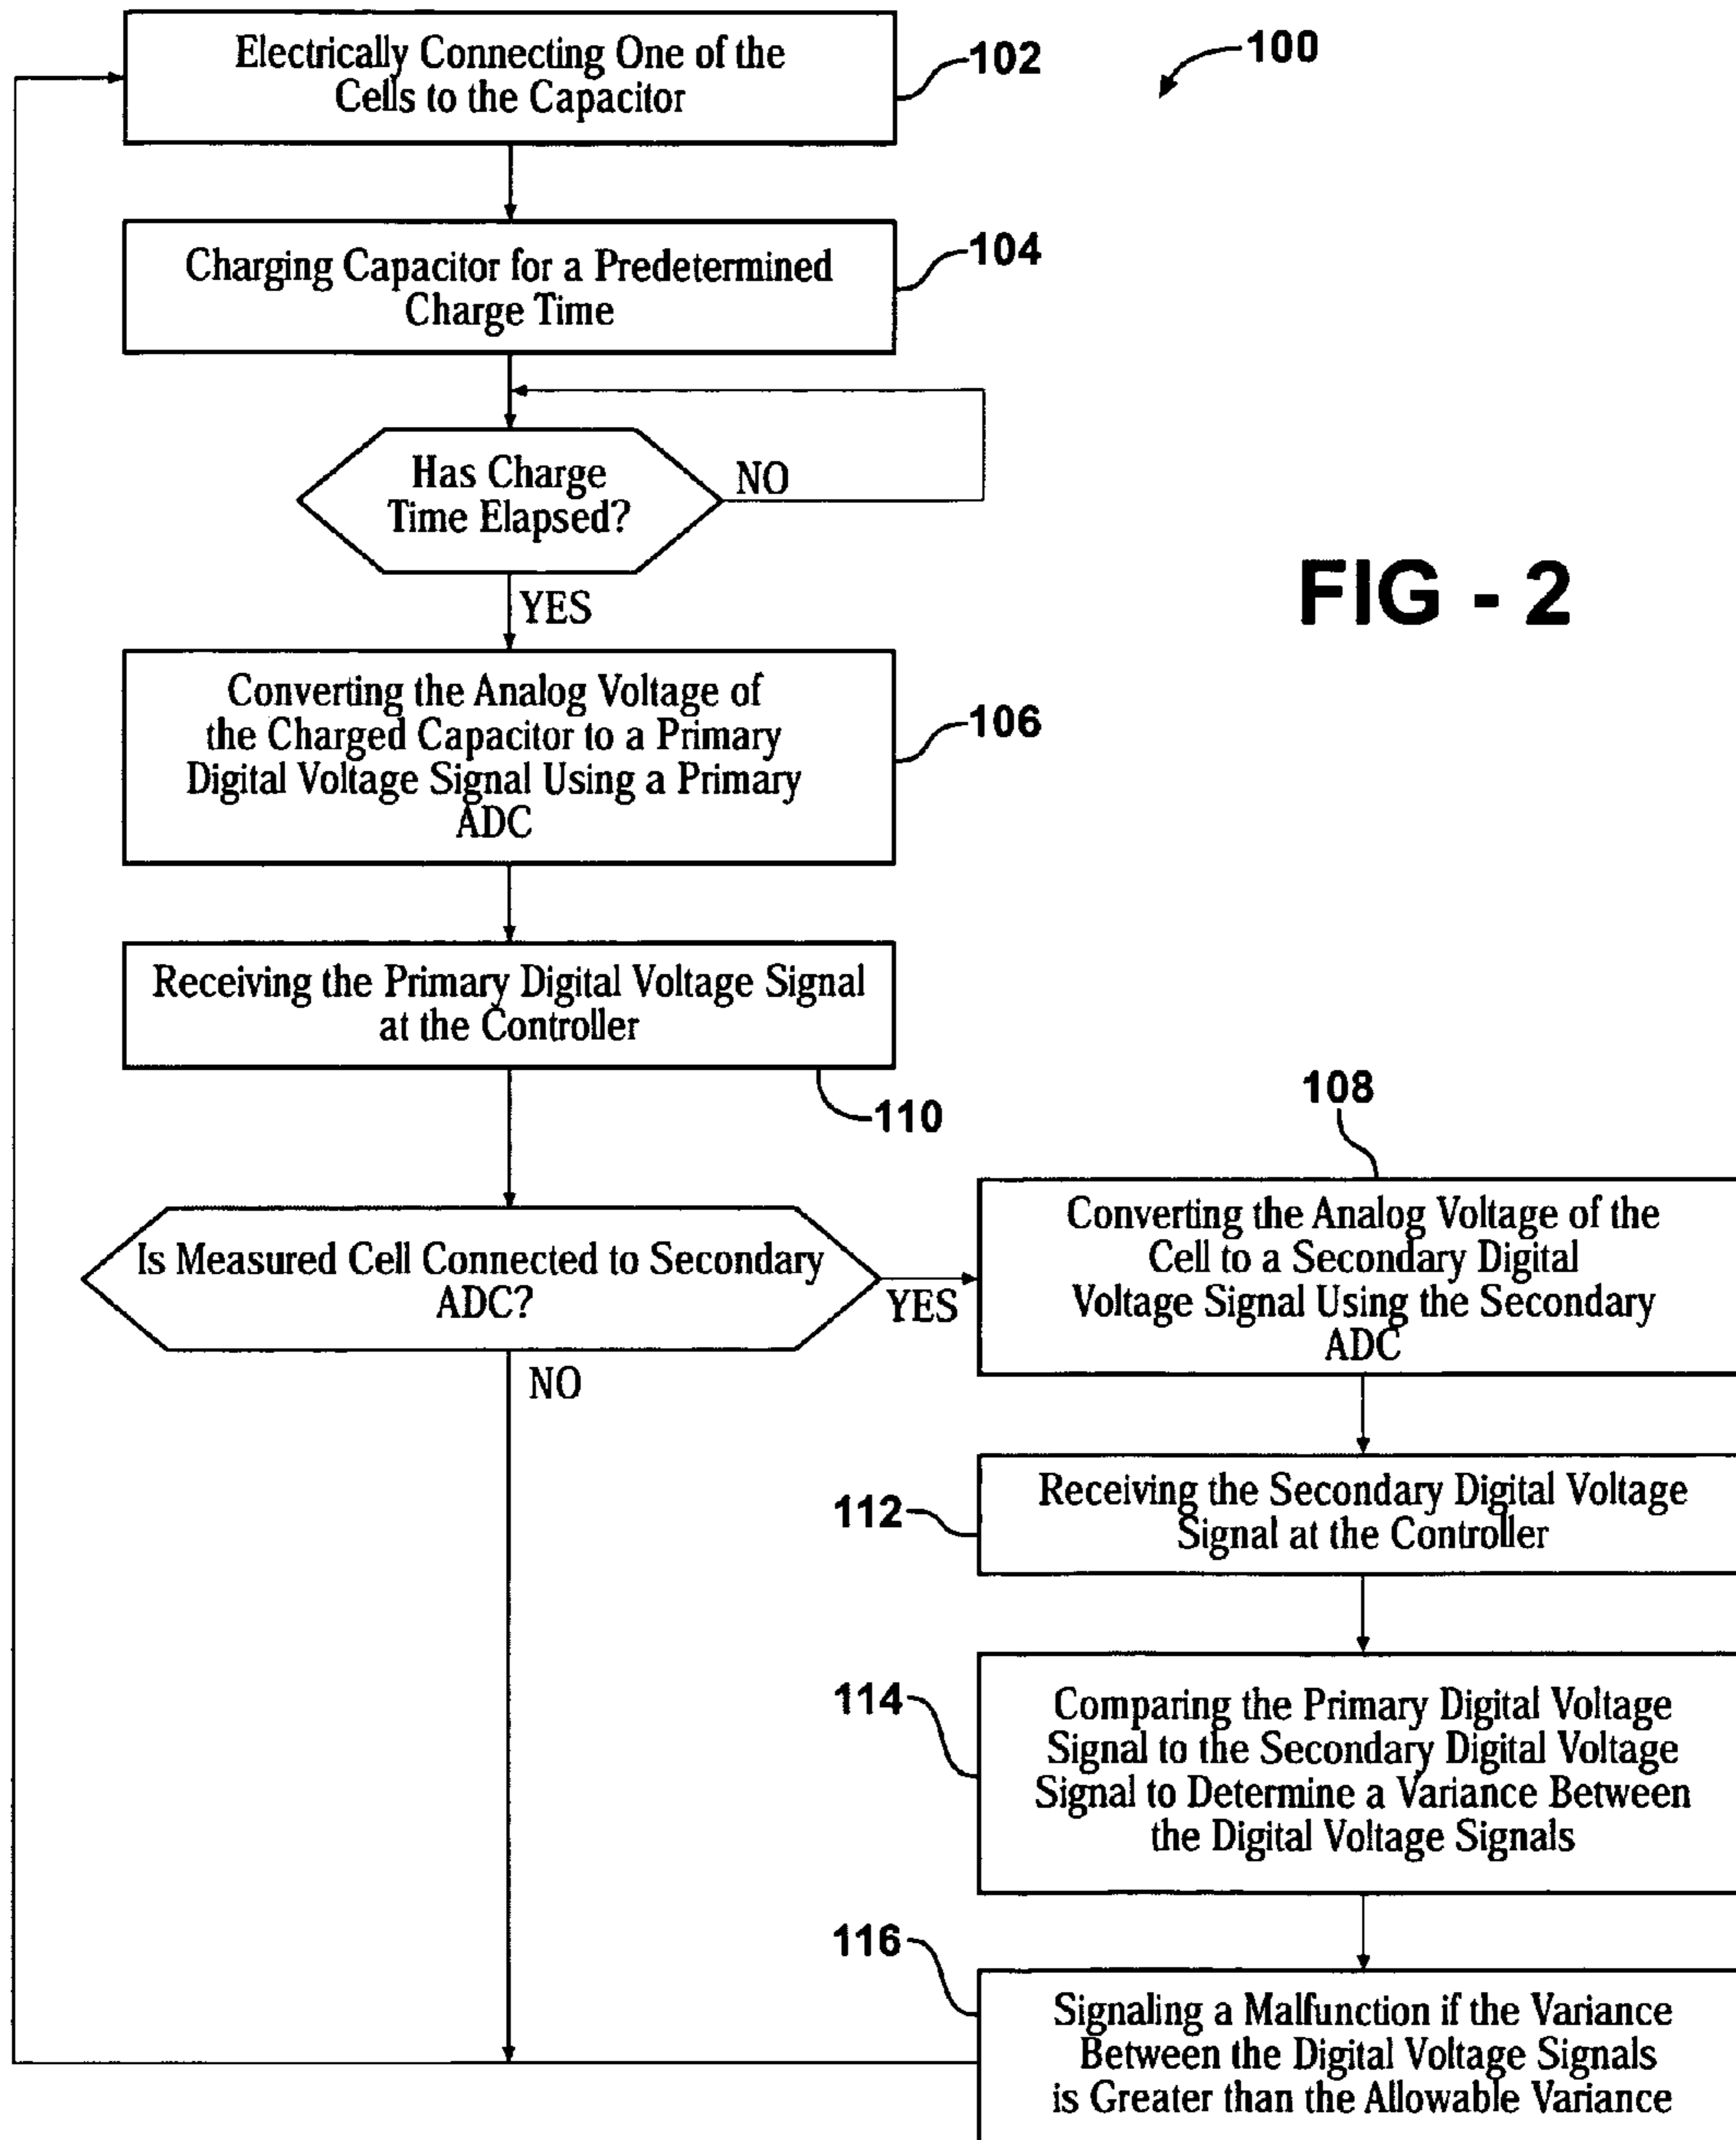 Electrically Connecting One of the
Cells to the Capacitor
102
100
Charging Capacitor for a Predetermined
Charge Time
104
Has Charge
Time Elapsed?
NO
YES
FIG - 2
Converting the Analog Voltage of
the Charged Capacitor to a Primary
Digital Voltage Signal Using a Primary
ADC
106
Receiving the Primary Digital Voltage Signal
at the Controller
110
Is Measured Cell Connected to Secondary
ADC?
YES
NO
108
Converting the Analog Voltage of the
Cell to a Secondary Digital
Voltage Signal Using the Secondary
ADC
112
Receiving the Secondary Digital Voltage
Signal at the Controller
114
Comparing the Primary Digital Voltage
Signal to the Secondary Digital Voltage
Signal to Determine a Variance Between
the Digital Voltage Signals
116
Signaling a Malfunction if the Variance
Between the Digital Voltage Signals
is Greater than the Allowable Variance